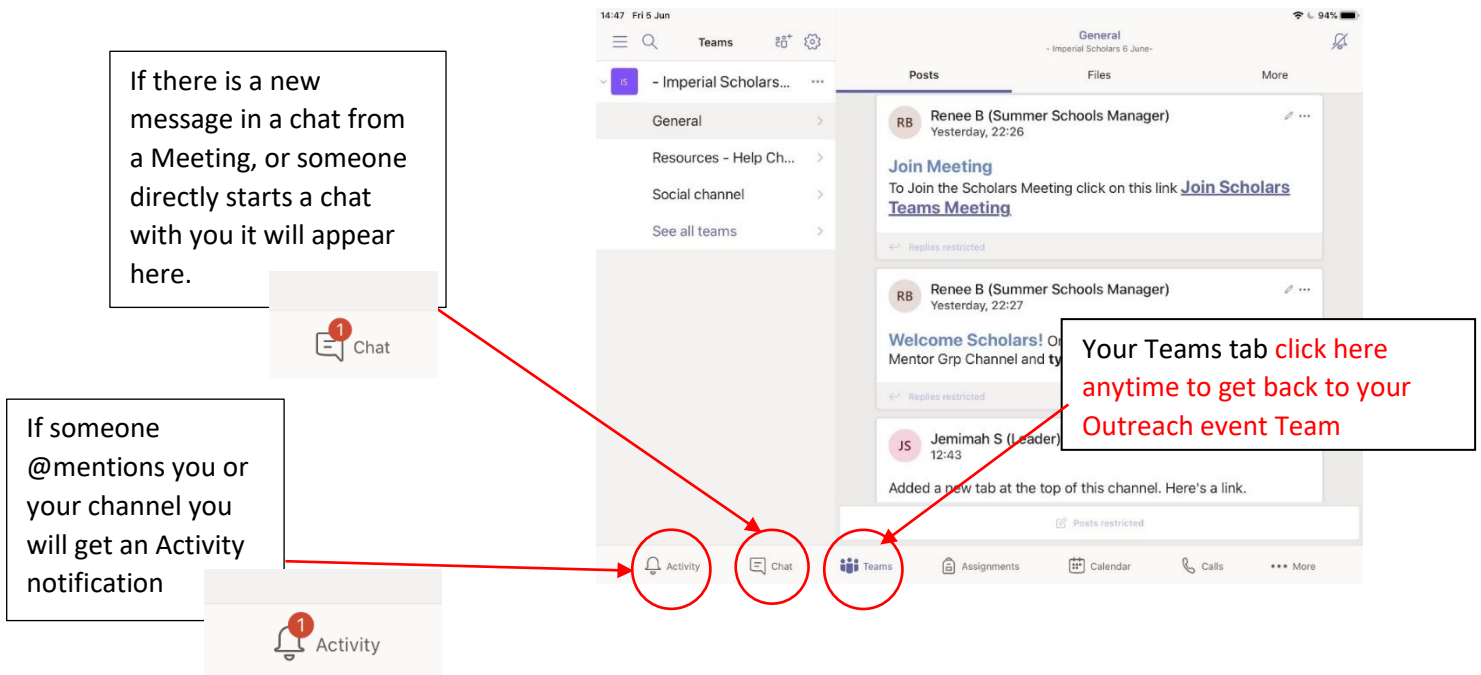 If there is a new
message in a chat from
a Meeting, or someone
directly starts a chat
with you it will appear
here.
1
Chat
If someone
@mentions you or
your channel you
will get an Activity
notification
1
Activity
14:47 Fri 5 Jun
94%
Teams
General
- Imperial Scholars 6 June-
IS
- Imperial Scholars...
General
Resources - Help Ch...
Social channel
See all teams
Posts Files More
RB
Renee B (Summer Schools Manager)
Yesterday, 22:26
Join Meeting
To Join the Scholars Meeting click on this link Join Scholars
Teams Meeting
Replies restricted
RB
Renee B (Summer Schools Manager)
Yesterday, 22:27
Welcome Scholars!
Mentor Grp Channel and
Replies restricted
JS
Jemimah S (Leader)
12:43
Added a new tab at the top of this channel. Here's a link.
Posts restricted
Your Teams tab click here
anytime to get back to your
Outreach event Team
Activity Chat Teams Assignments Calendar Calls More